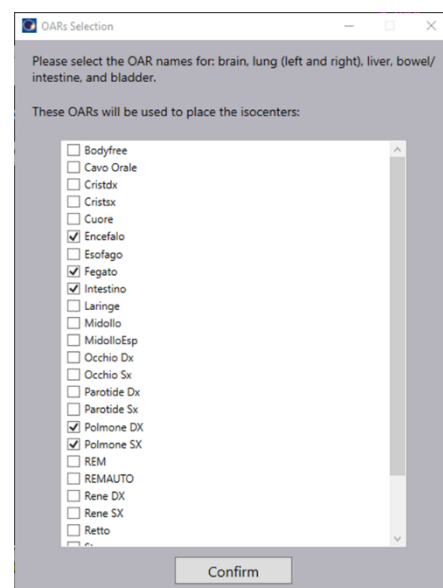 OARs Selection
Please select the OAR names for: brain, lung (left and right), liver, bowel/
intestine, and bladder.
These OARs will be used to place the isocenters:
Bodyfree
Cavo Orale
Cristdx
Cristsx
Cuore
Encefalo
Esofago
Fegato
Intestino
Laringe
Midollo
MidolloEsp
Occhio Dx
Occhio Sx
Parotide Dx
Parotide Sx
Polmone DX
Polmone SX
REM
REMAUTO
Rene DX
Rene SX
Retto
Confirm